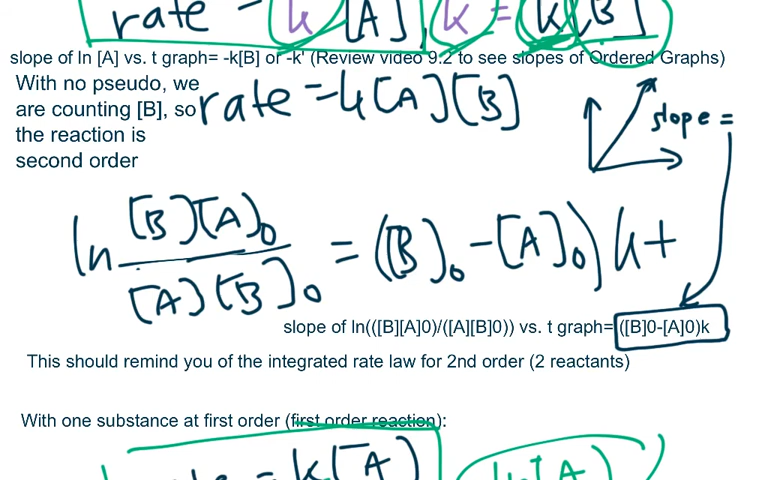 rate = k [A], k = k[B]
slope of ln [A] vs. t graph= -k[B] or -k' (Review video 9.2 to see slopes of Ordered Graphs)
With no pseudo, we
are counting [B], so
the reaction is
second order
rate = k[A][B]
slope =
ln [B][A]0 / [A][B]0 = ([B]0 - [A]0) kt
slope of ln(([B][A]0)/([A][B]0)) vs. t graph= ([B]0-[A]0)k
This should remind you of the integrated rate law for 2nd order (2 reactants)
With one substance at first order (first order reaction):
= k[A]